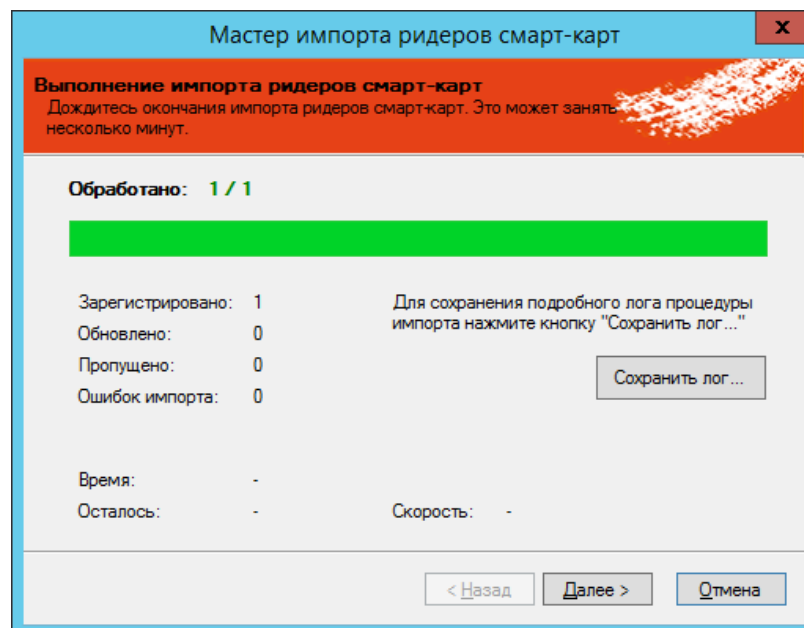 Мастер импорта ридеров смарт-карт
x
Выполнение импорта ридеров смарт-карт
Дождитесь окончания импорта ридеров смарт-карт. Это может занять
несколько минут.
Обработано: 1 / 1
Зарегистрировано: 1
Обновлено: 0
Пропущено: 0
Ошибок импорта: 0
Для сохранения подробного лога процедуры
импорта нажмите кнопку "Сохранить лог..."
Сохранить лог...
Время: -
Осталось: -
Скорость: -
< Назад
Далее >
Отмена